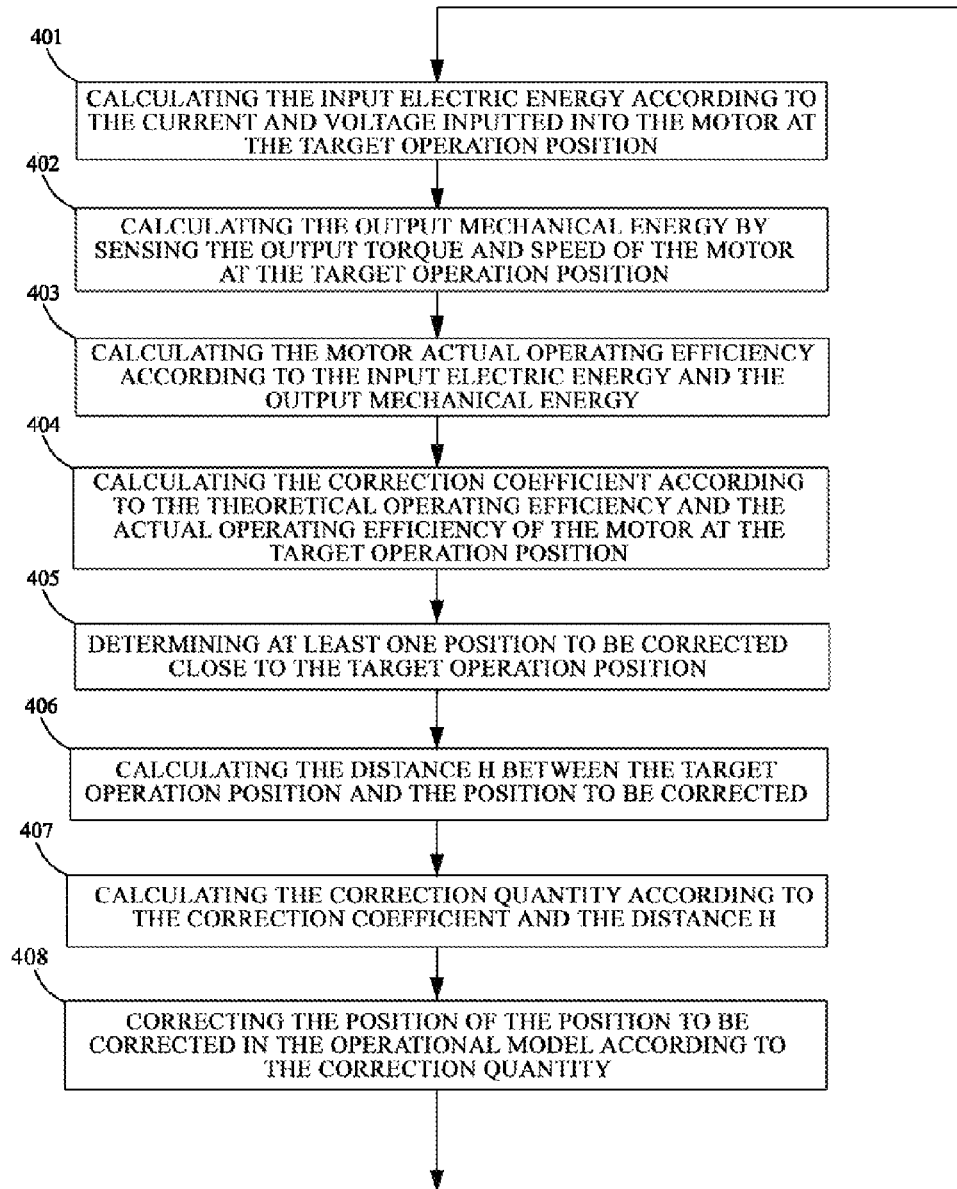 401
CALCULATING THE INPUT ELECTRIC ENERGY ACCORDING TO
THE CURRENT AND VOLTAGE INPUTTED INTO THE MOTOR AT
THE TARGET OPERATION POSITION
402
CALCULATING THE OUTPUT MECHANICAL ENERGY BY
SENSING THE OUTPUT TORQUE AND SPEED OF THE MOTOR
AT THE TARGET OPERATION POSITION
403
CALCULATING THE MOTOR ACTUAL OPERATING EFFICIENCY
ACCORDING TO THE INPUT ELECTRIC ENERGY AND THE
OUTPUT MECHANICAL ENERGY
404
CALCULATING THE CORRECTION COEFFICIENT ACCORDING
TO THE THEORETICAL OPERATING EFFICIENCY AND THE
ACTUAL OPERATING EFFICIENCY OF THE MOTOR AT THE
TARGET OPERATION POSITION
405
DETERMINING AT LEAST ONE POSITION TO BE CORRECTED
CLOSE TO THE TARGET OPERATION POSITION
406
CALCULATING THE DISTANCE H BETWEEN THE TARGET
OPERATION POSITION AND THE POSITION TO BE CORRECTED
407
CALCULATING THE CORRECTION QUANTITY ACCORDING TO
THE CORRECTION COEFFICIENT AND THE DISTANCE H
408
CORRECTING THE POSITION OF THE POSITION TO BE
CORRECTED IN THE OPERATIONAL MODEL ACCORDING TO
THE CORRECTION QUANTITY